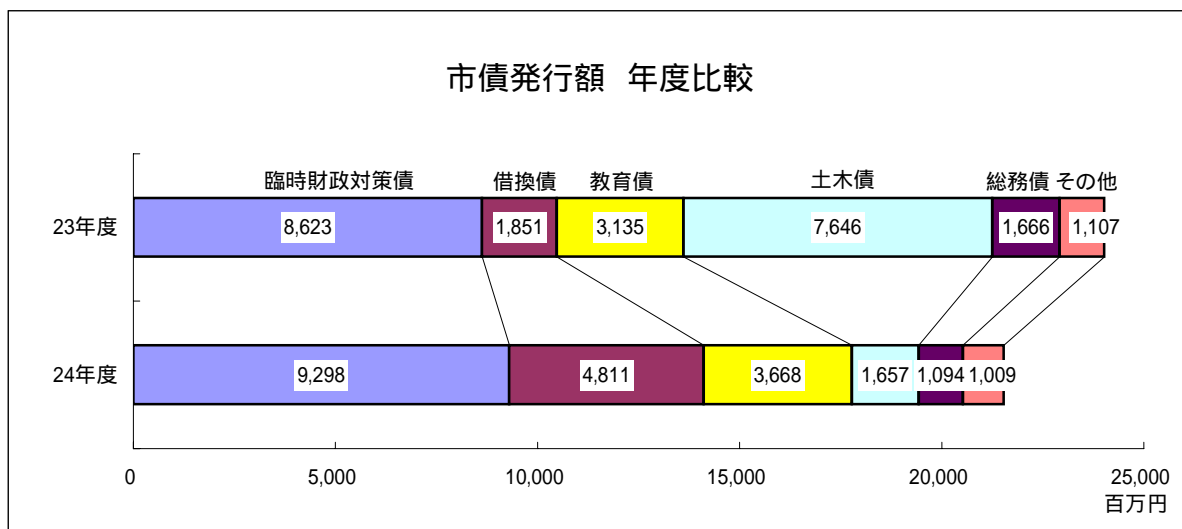 市債発行額 年度比較
臨時財政対策債 借換債 教育債 土木債 総務債 その他
23年度 8,623 1,851 3,135 7,646 1,666 1,107
24年度 9,298 4,811 3,668 1,657 1,094 1,009
0 5,000 10,000 15,000 20,000 25,000
百万円